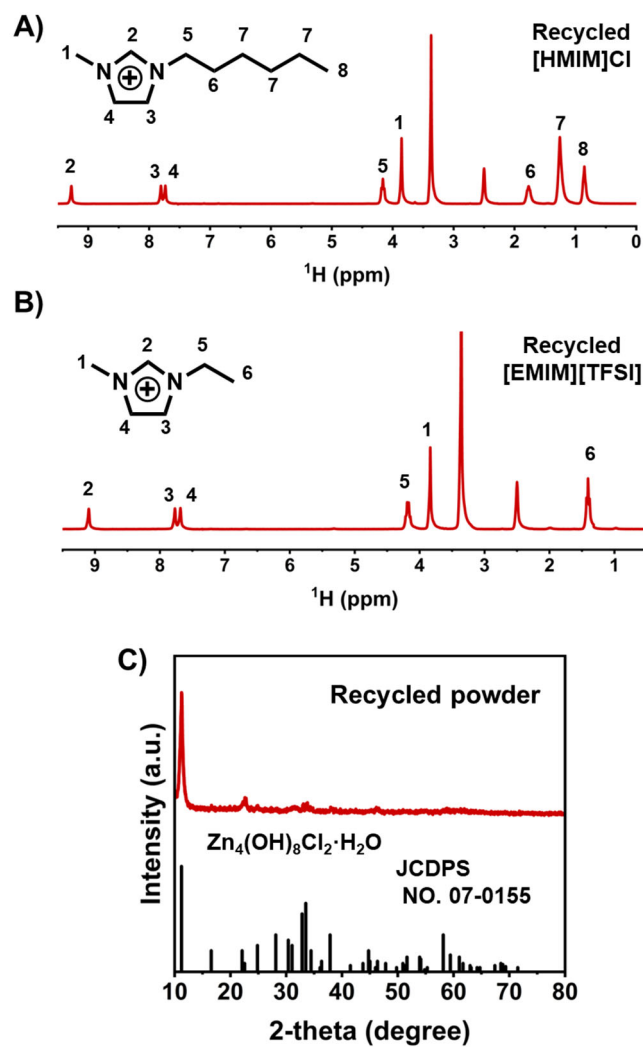 A)
Recycled
[HMIM]Cl
1 2 5 7 7
N + N
4 3 6 7 8
2 3 4 5 1 6 7 8
9 8 7 6 5 4 3 2 1 0
¹H (ppm)
B)
Recycled
[EMIM][TFSI]
1 2 5
N + N 6
4 3
2 3 4 5 1 6
9 8 7 6 5 4 3 2 1
¹H (ppm)
C)
Recycled powder
Intensity (a.u.)
Zn₄(OH)₈Cl₂·H₂O
JCDPS
NO. 07-0155
10 20 30 40 50 60 70 80
2-theta (degree)